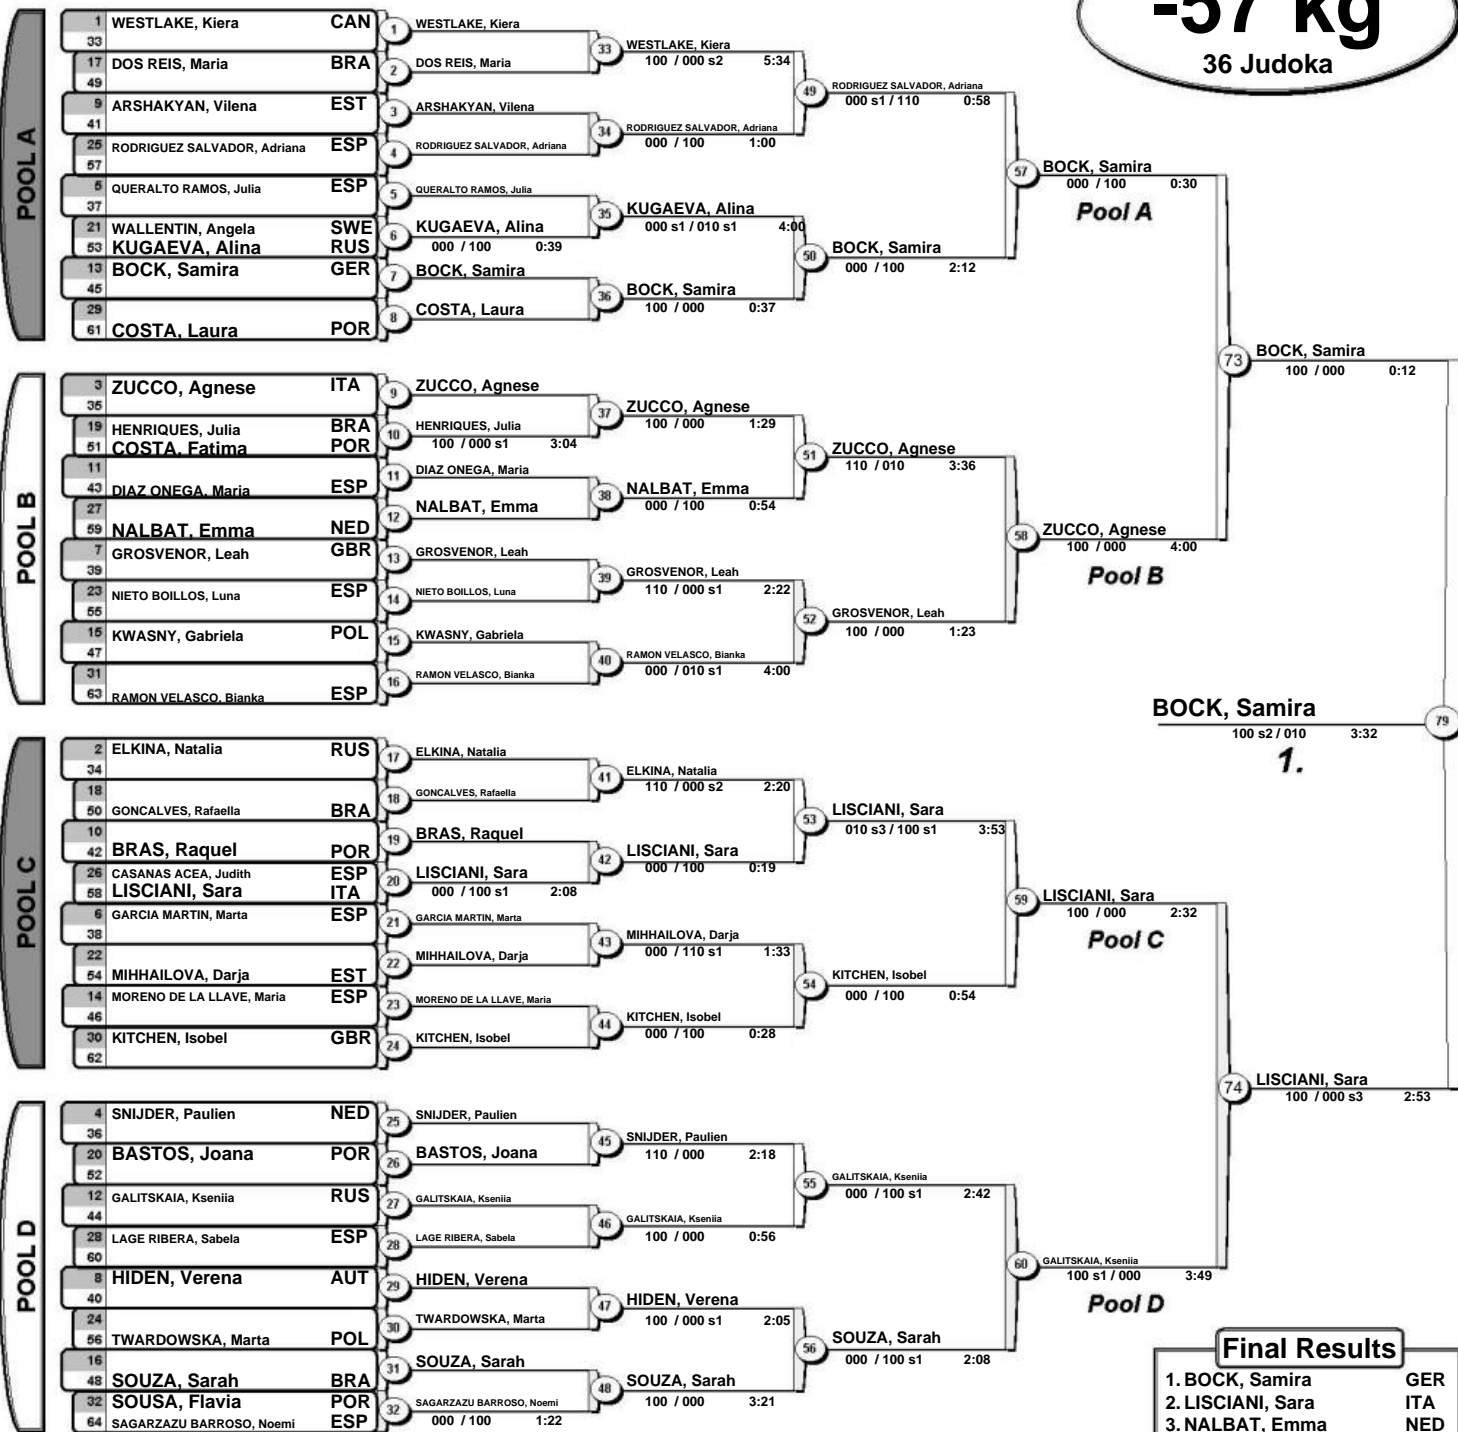 -57 kg
36 Judoka
POOL A
1 WESTLAKE, Kiera CAN
33
17 DOS REIS, Maria BRA
49
9 ARSHAKYAN, Vilena EST
41
25 RODRIGUEZ SALVADOR, Adriana ESP
57
5 QUERALTO RAMOS, Julia ESP
37
21 WALLENTIN, Angela SWE
53 KUGAEVA, Alina RUS
13 BOCK, Samira GER
45
29
61 COSTA, Laura POR
1 WESTLAKE, Kiera
2 DOS REIS, Maria
3 ARSHAKYAN, Vilena
4 RODRIGUEZ SALVADOR, Adriana
5 QUERALTO RAMOS, Julia
6 KUGAEVA, Alina
000 / 100 0:39
7 BOCK, Samira
8 COSTA, Laura
33 WESTLAKE, Kiera
100 / 000 s2 5:34
34 RODRIGUEZ SALVADOR, Adriana
000 / 100 1:00
35 KUGAEVA, Alina
000 s1 / 010 s1 4:00
36 BOCK, Samira
100 / 000 0:37
49 RODRIGUEZ SALVADOR, Adriana
000 s1 / 110 0:58
50 BOCK, Samira
000 / 100 2:12
57 BOCK, Samira
000 / 100 0:30
Pool A
POOL B
3 ZUCCO, Agnese ITA
35
19 HENRIQUES, Julia BRA
51 COSTA, Fatima POR
11
43 DIAZ ONEGA, Maria ESP
27
59 NALBAT, Emma NED
7 GROSVENOR, Leah GBR
39
23 NIETO BOILLOS, Luna ESP
55
15 KWASNY, Gabriela POL
47
31
63 RAMON VELASCO, Bianka ESP
9 ZUCCO, Agnese
10 HENRIQUES, Julia
100 / 000 s1 3:04
11 DIAZ ONEGA, Maria
12 NALBAT, Emma
13 GROSVENOR, Leah
14 NIETO BOILLOS, Luna
15 KWASNY, Gabriela
16 RAMON VELASCO, Bianka
37 ZUCCO, Agnese
100 / 000 1:29
38 NALBAT, Emma
000 / 100 0:54
39 GROSVENOR, Leah
110 / 000 s1 2:22
40 RAMON VELASCO, Bianka
000 / 010 s1 4:00
51 ZUCCO, Agnese
110 / 010 3:36
52 GROSVENOR, Leah
100 / 000 1:23
58 ZUCCO, Agnese
100 / 000 4:00
Pool B
73 BOCK, Samira
100 / 000 0:12
BOCK, Samira 79
100 s2 / 010 3:32
1.
POOL C
2 ELKINA, Natalia RUS
34
18
50 GONCALVES, Rafaella BRA
10
42 BRAS, Raquel POR
26 CASANAS ACEA, Judith ESP
58 LISCIANI, Sara ITA
6 GARCIA MARTIN, Marta ESP
38
22
54 MIHHAILOVA, Darja EST
14 MORENO DE LA LLAVE, Maria ESP
46
30 KITCHEN, Isobel GBR
62
17 ELKINA, Natalia
18 GONCALVES, Rafaella
19 BRAS, Raquel
20 LISCIANI, Sara
000 / 100 s1 2:08
21 GARCIA MARTIN, Marta
22 MIHHAILOVA, Darja
23 MORENO DE LA LLAVE, Maria
24 KITCHEN, Isobel
41 ELKINA, Natalia
110 / 000 s2 2:20
42 LISCIANI, Sara
000 / 100 0:19
43 MIHHAILOVA, Darja
000 / 110 s1 1:33
44 KITCHEN, Isobel
000 / 100 0:28
53 LISCIANI, Sara
010 s3 / 100 s1 3:53
54 KITCHEN, Isobel
000 / 100 0:54
59 LISCIANI, Sara
100 / 000 2:32
Pool C
POOL D
4 SNIJDER, Paulien NED
36
20 BASTOS, Joana POR
52
12 GALITSKAIA, Kseniia RUS
44
28 LAGE RIBERA, Sabela ESP
60
8 HIDEN, Verena AUT
40
24
56 TWARDOWSKA, Marta POL
16
48 SOUZA, Sarah BRA
32 SOUSA, Flavia POR
64 SAGARZAZU BARROSO, Noemi ESP
25 SNIJDER, Paulien
26 BASTOS, Joana
27 GALITSKAIA, Kseniia
28 LAGE RIBERA, Sabela
29 HIDEN, Verena
30 TWARDOWSKA, Marta
31 SOUZA, Sarah
32 SAGARZAZU BARROSO, Noemi
000 / 100 1:22
45 SNIJDER, Paulien
110 / 000 2:18
46 GALITSKAIA, Kseniia
100 / 000 0:56
47 HIDEN, Verena
100 / 000 s1 2:05
48 SOUZA, Sarah
100 / 000 3:21
55 GALITSKAIA, Kseniia
000 / 100 s1 2:42
56 SOUZA, Sarah
000 / 100 s1 2:08
60 GALITSKAIA, Kseniia
100 s1 / 000 3:49
Pool D
74 LISCIANI, Sara
100 / 000 s3 2:53
Final Results
1. BOCK, Samira GER
2. LISCIANI, Sara ITA
3. NALBAT, Emma NED